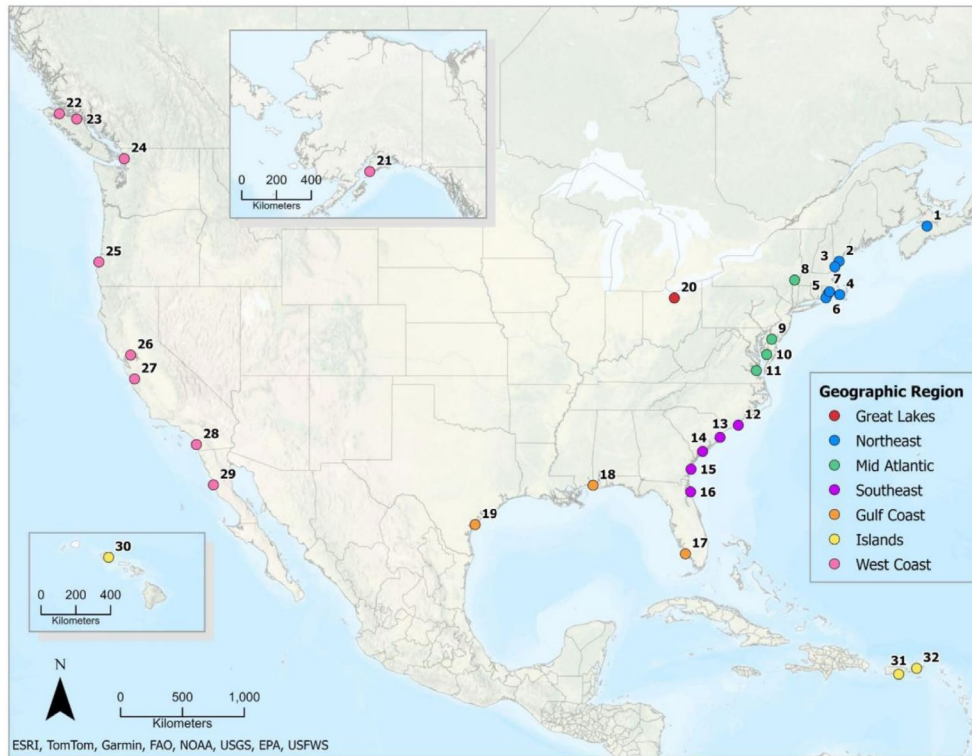 22
23
24
21
0 200 400
Kilometers
1
2
3
7
4
8
5
6
20
25
9
10
11
26
27
Geographic Region
Great Lakes
Northeast
Mid Atlantic
Southeast
Gulf Coast
Islands
West Coast
12
13
14
15
16
28
29
18
19
17
30
0 200 400
Kilometers
31
32
N
0 500 1,000
Kilometers
ESRI, TomTom, Garmin, FAO, NOAA, USGS, EPA, USFWS